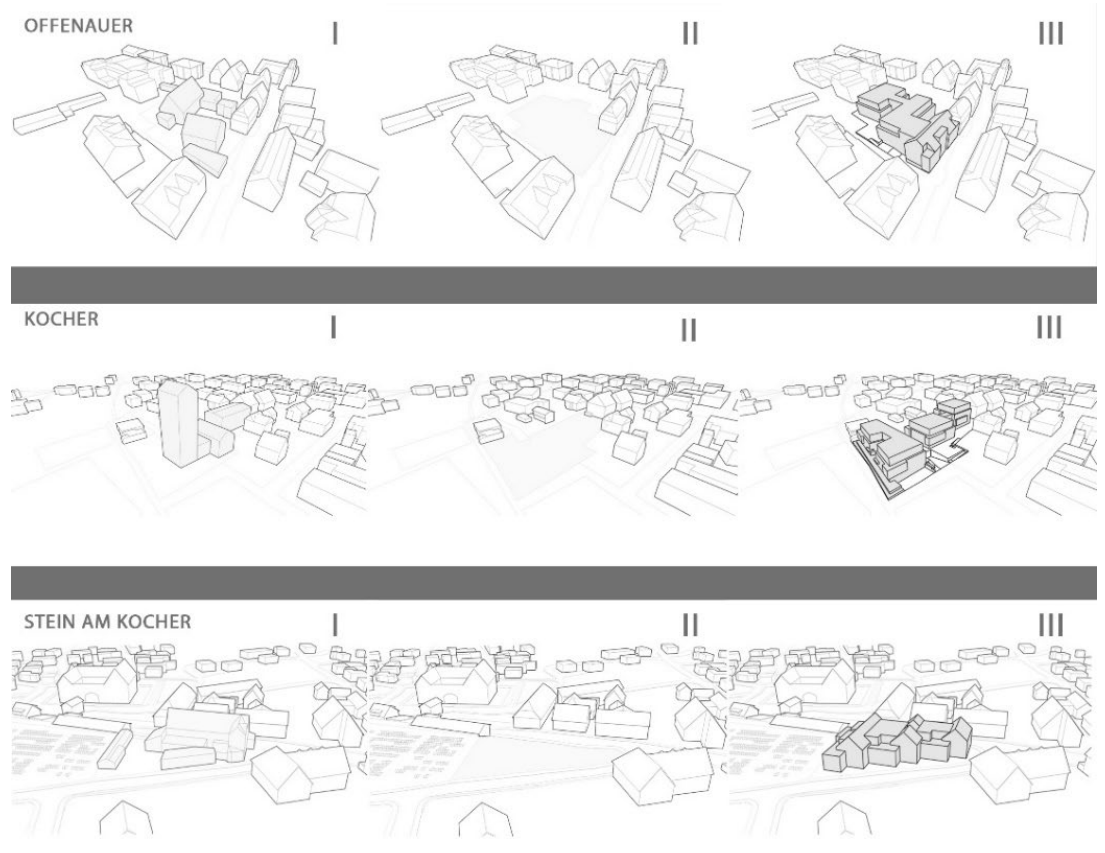 OFFENAUER
I
II
III
KOCHER
I
II
III
STEIN AM KOCHER
I
II
III